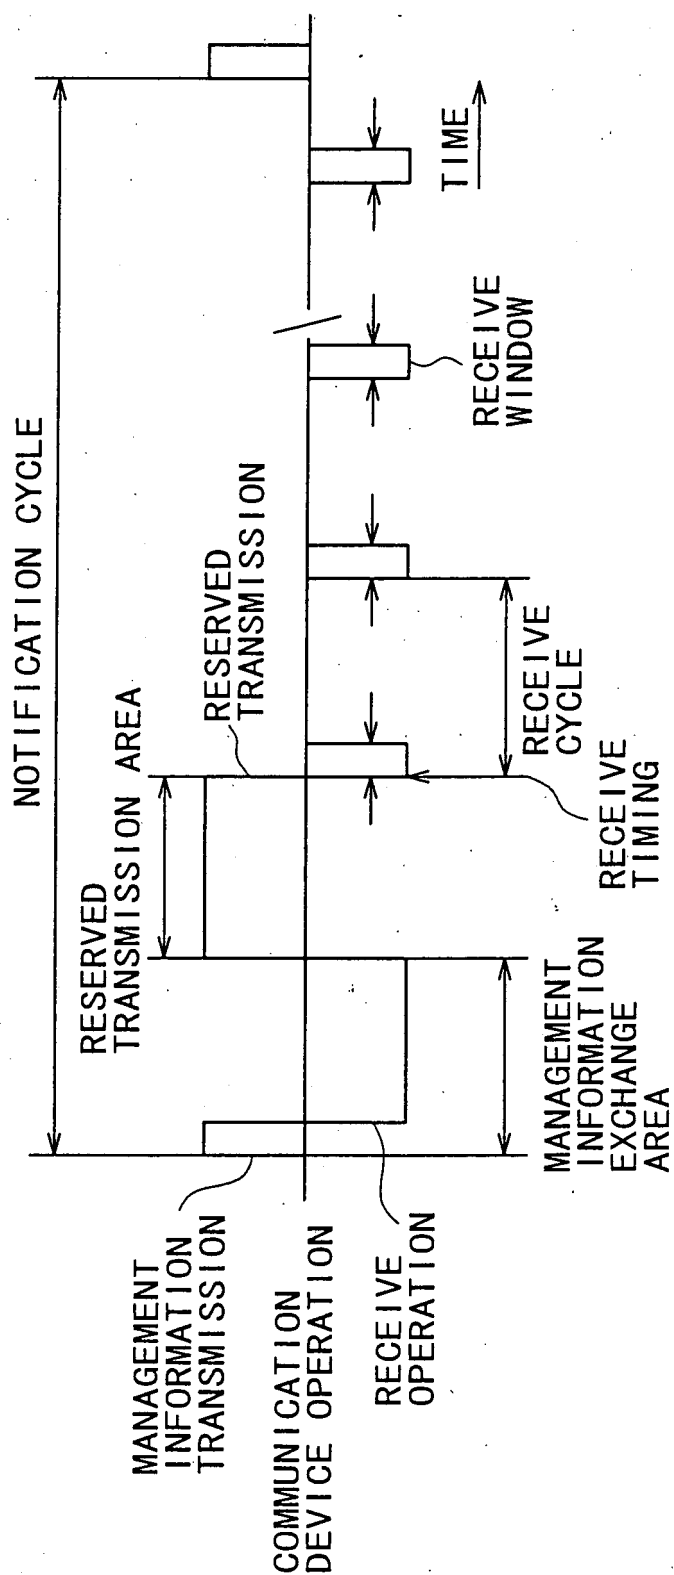 NOTIFICATION CYCLE
RESERVED
TRANSMISSION AREA
RESERVED
TRANSMISSION
MANAGEMENT
INFORMATION
TRANSMISSION
COMMUNICATION
DEVICE OPERATION
RECEIVE
OPERATION
MANAGEMENT
INFORMATION
EXCHANGE
AREA
RECEIVE
TIMING
RECEIVE
CYCLE
RECEIVE
WINDOW
TIME